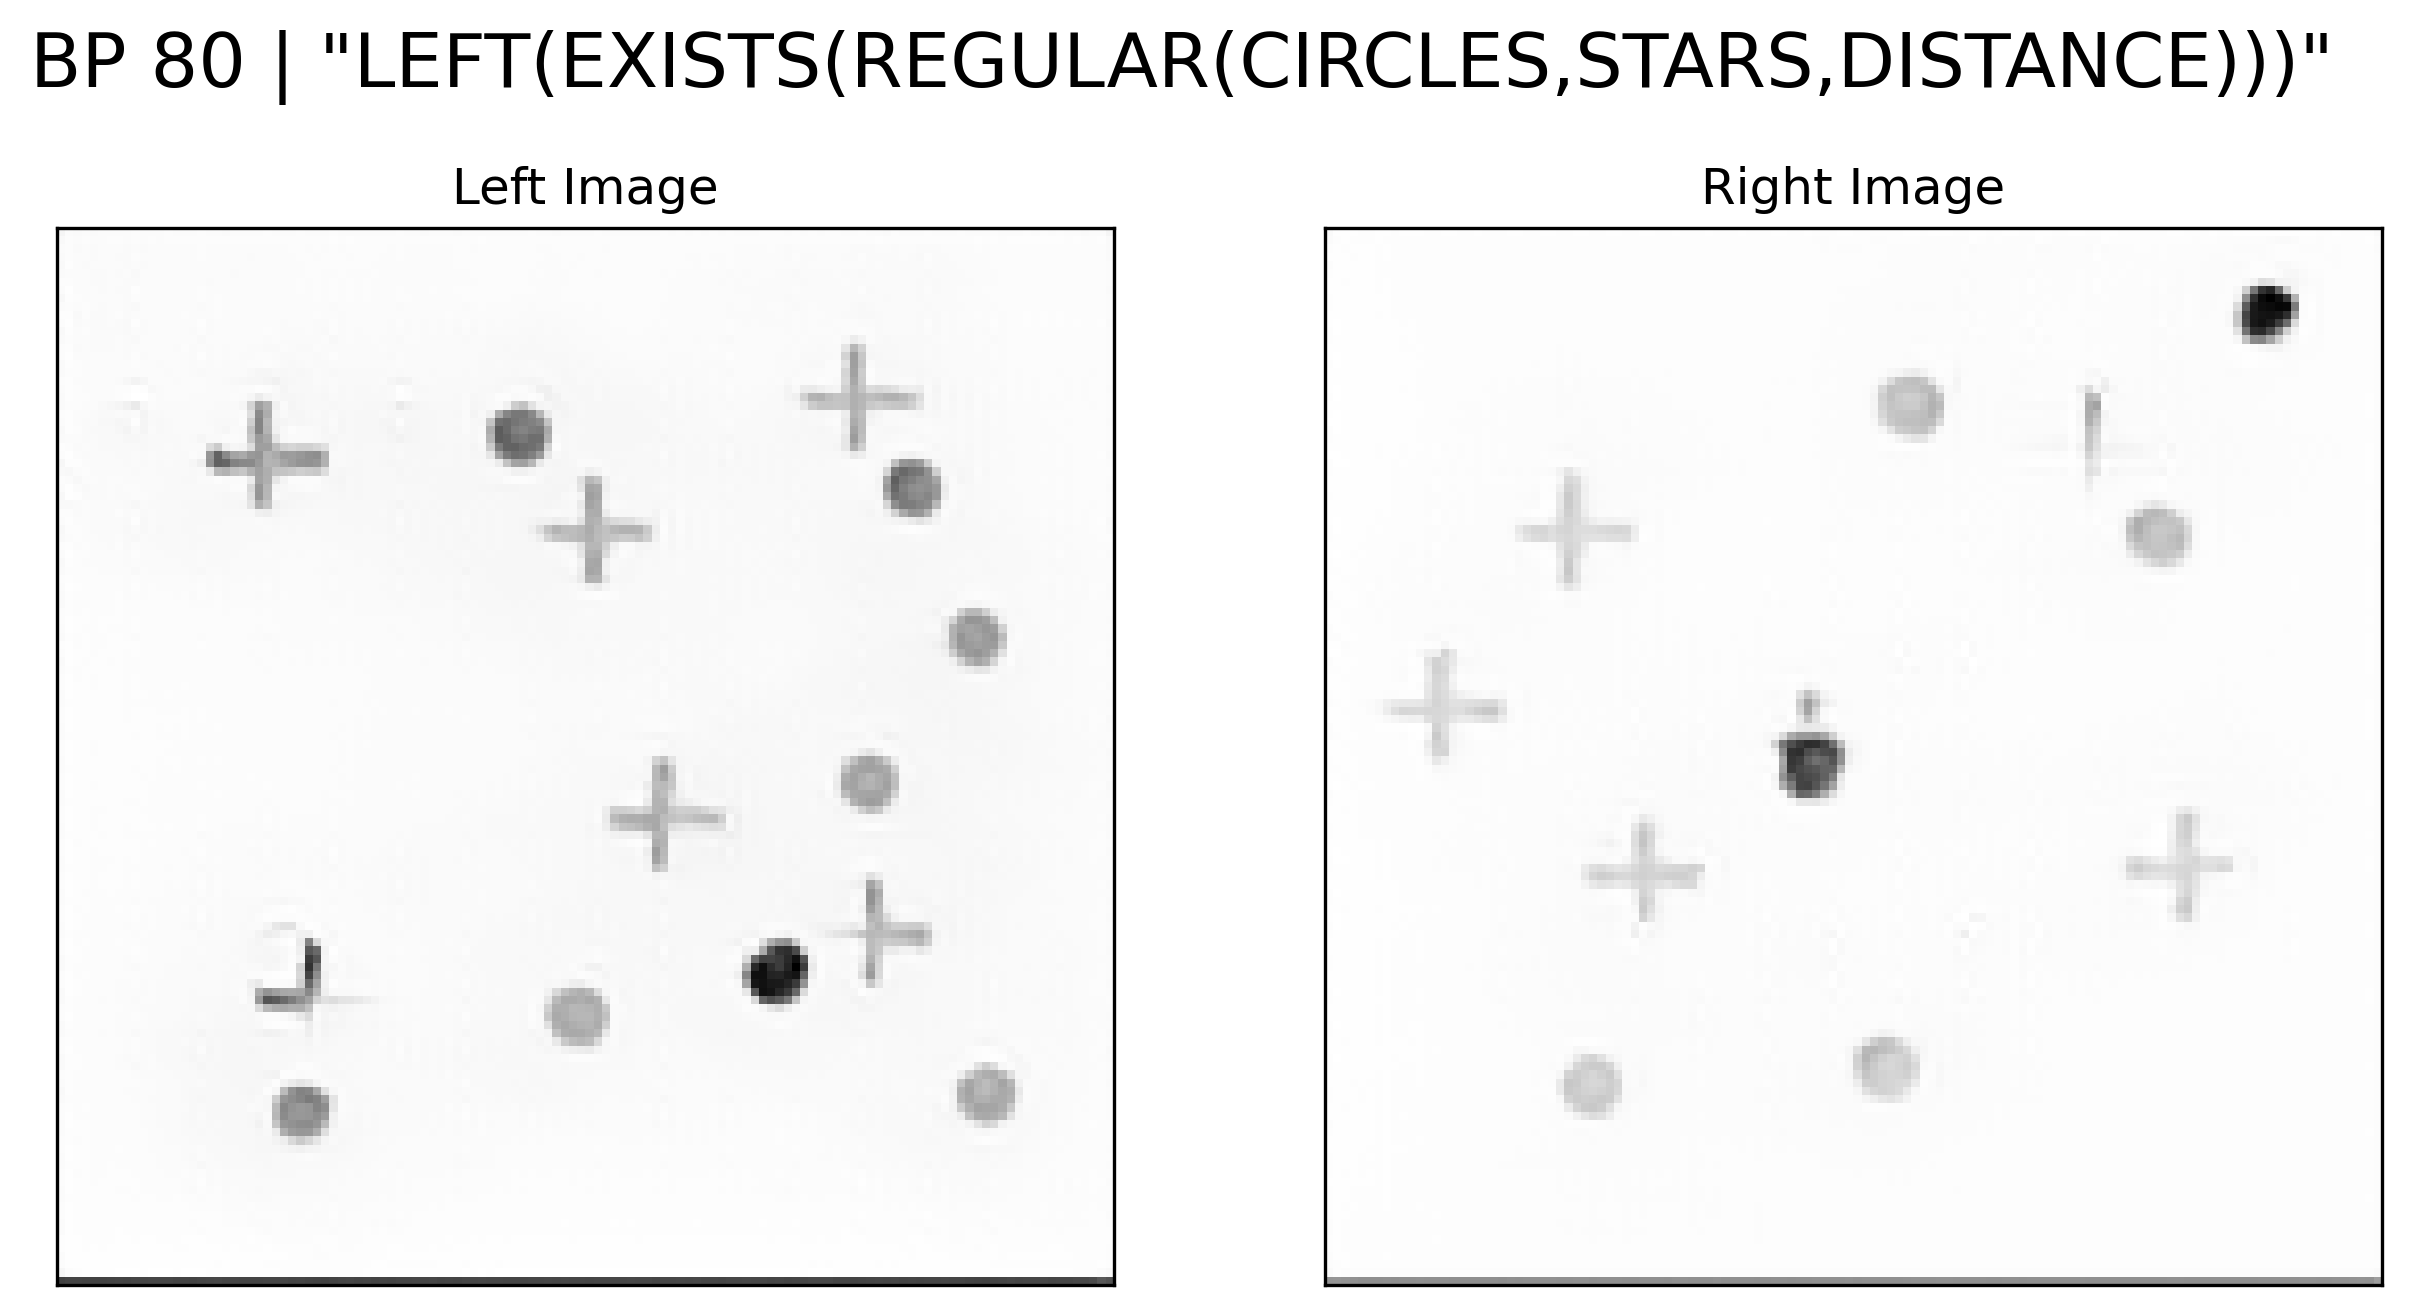 BP 80 | "LEFT(EXISTS(REGULAR(CIRCLES,STARS,DISTANCE)))"
Left Image
Right Image